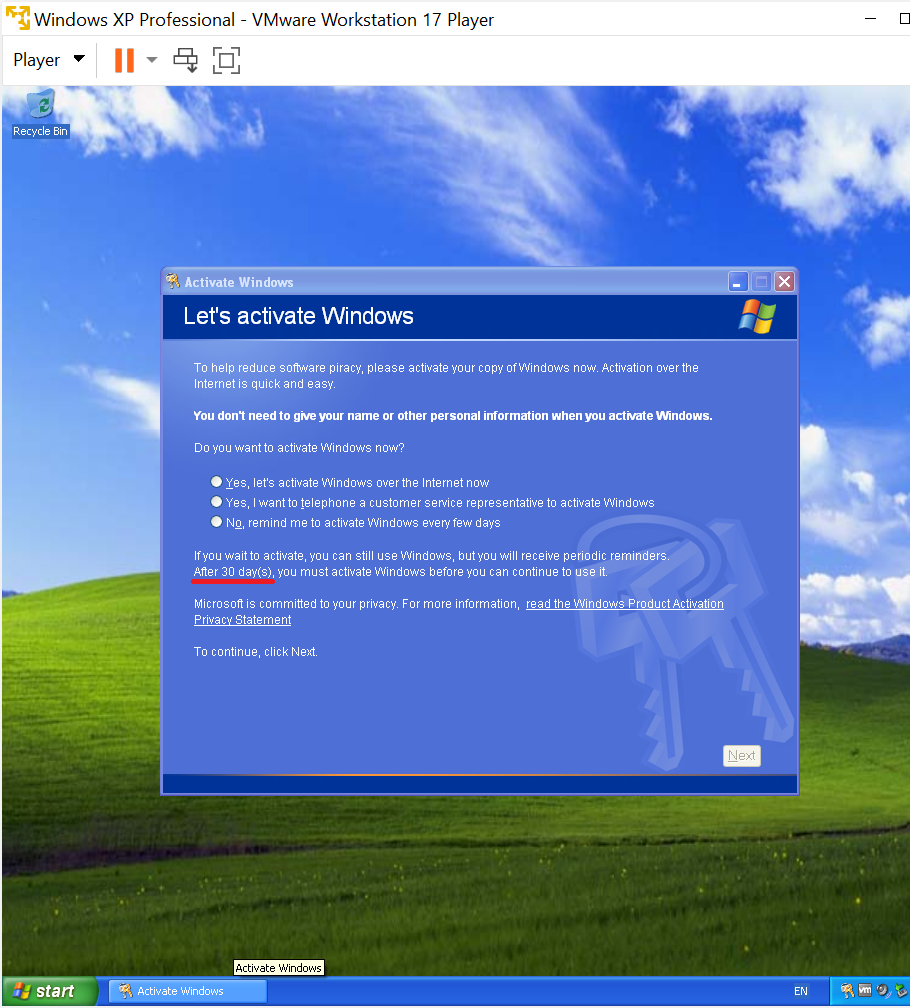 Windows XP Professional - VMware Workstation 17 Player
Player
Recycle Bin
Activate Windows
Let's activate Windows
To help reduce software piracy, please activate your copy of Windows now. Activation over the
Internet is quick and easy.
You don't need to give your name or other personal information when you activate Windows.
Do you want to activate Windows now?
Yes, let's activate Windows over the Internet now
Yes, I want to telephone a customer service representative to activate Windows
No, remind me to activate Windows every few days
If you wait to activate, you can still use Windows, but you will receive periodic reminders.
After 30 day(s), you must activate Windows before you can continue to use it.
Microsoft is committed to your privacy. For more information, read the Windows Product Activation
Privacy Statement
To continue, click Next.
Next
Activate Windows
start
Activate Windows
EN
vm